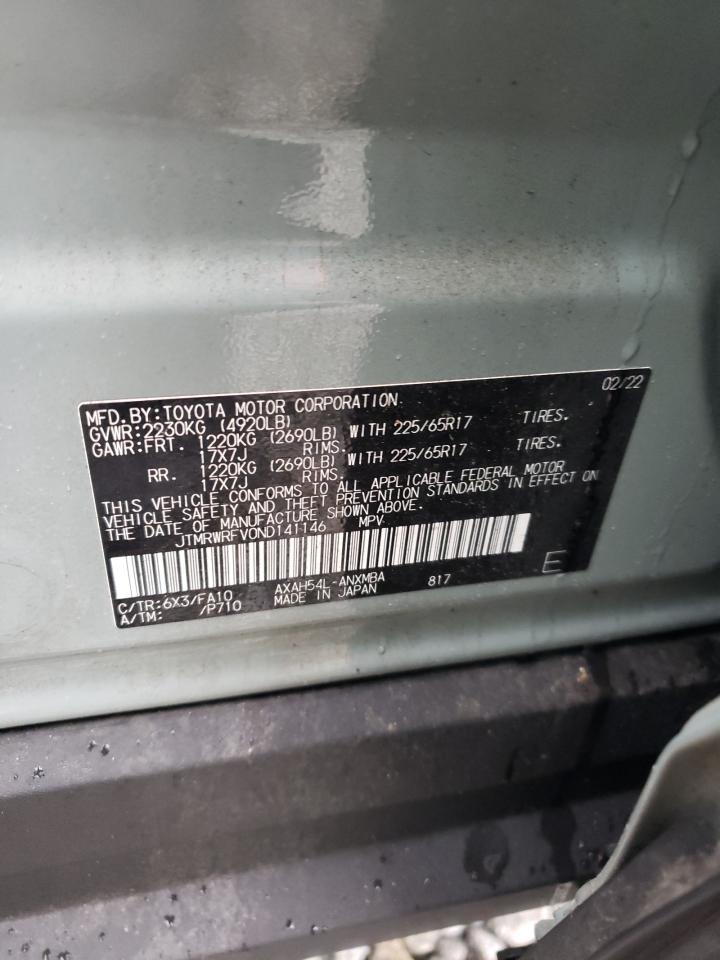 02/22
MFD.BY:TOYOTA MOTOR CORPORATION
GVWR:2230KG (4920LB)
GAWR:FRT. 1220KG (2690LB) WITH 225/65R17 TIRES.
17X7J RIMS.
RR. 1220KG (2690LB) WITH 225/65R17 TIRES.
17X7J RIMS.
THIS VEHICLE CONFORMS TO ALL APPLICABLE FEDERAL MOTOR
VEHICLE SAFETY AND THEFT PREVENTION STANDARDS IN EFFECT ON
THE DATE OF MANUFACTURE SHOWN ABOVE.
JTMRWRFV0ND141146 MPV
C/TR:6X3/FA10 AXAH54L-ANXMBA 817 E
A/TM: /P710 MADE IN JAPAN